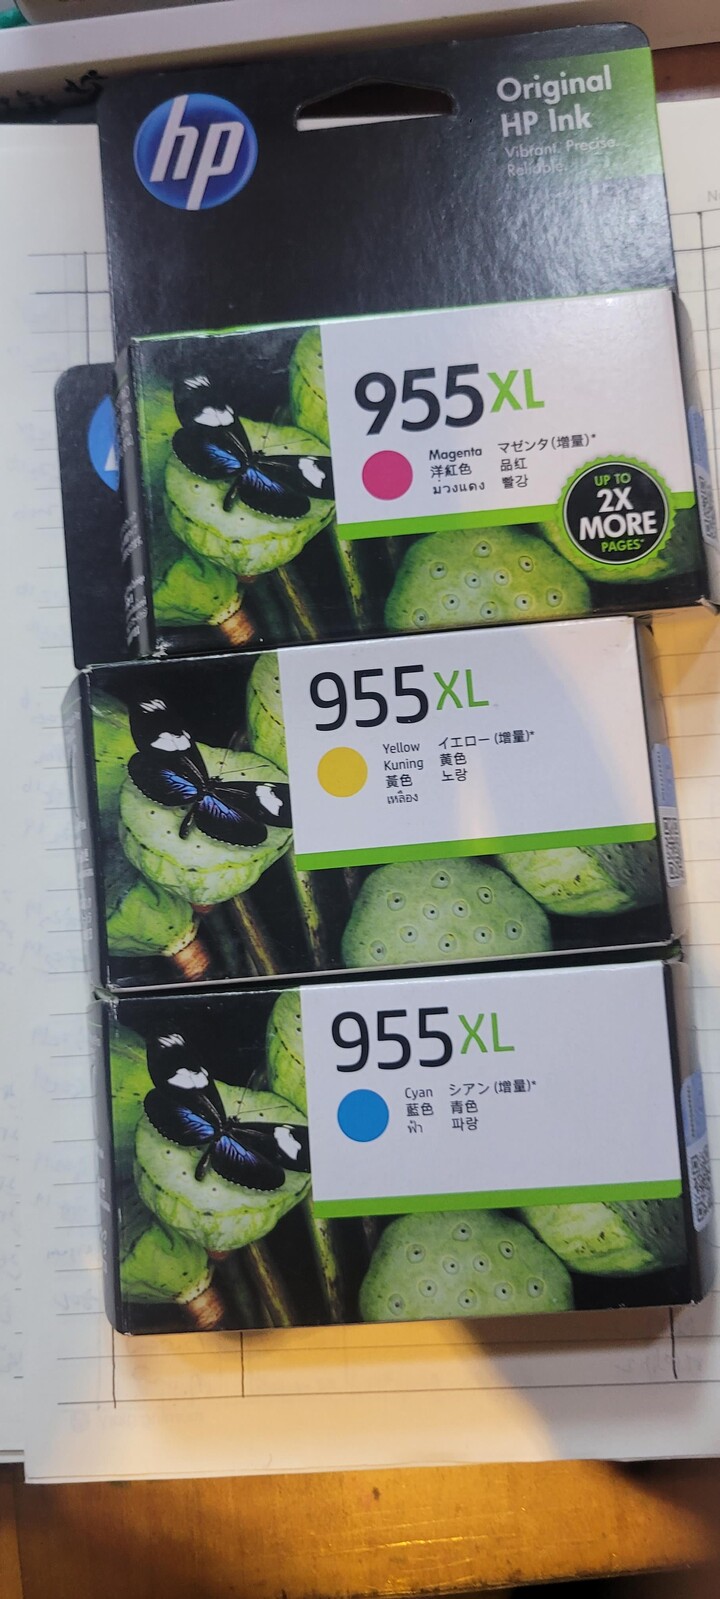 hp
Original
HP Ink
Vibrant. Precise.
Reliable.
955XL
Magenta マゼンタ(増量)*
洋紅色 品红
ม่วงแดง 빨강
UP TO
2X
MORE
PAGES*
955XL
Yellow イエロー(増量)*
Kuning 黄色
黃色 노랑
เหลือง
955XL
Cyan シアン(増量)*
藍色 青色
ฟ้า 파랑